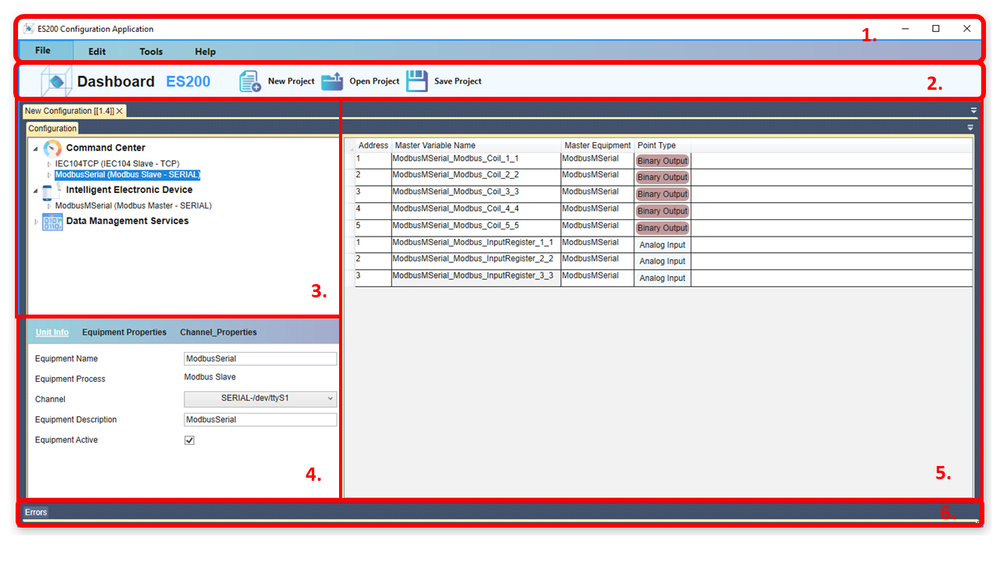 ES200 Configuration Application
1.
File Edit Tools Help
Dashboard ES200 New Project Open Project Save Project
2.
New Configuration [[1.4]] ×
Configuration
Command Center
IEC104TCP (IEC104 Slave - TCP)
ModbusSerial (Modbus Slave - SERIAL)
Intelligent Electronic Device
ModbusMSerial (Modbus Master - SERIAL)
Data Management Services
3.
Address Master Variable Name Master Equipment Point Type
1 ModbusMSerial_Modbus_Coil_1_1 ModbusMSerial Binary Output
2 ModbusMSerial_Modbus_Coil_2_2 ModbusMSerial Binary Output
3 ModbusMSerial_Modbus_Coil_3_3 ModbusMSerial Binary Output
4 ModbusMSerial_Modbus_Coil_4_4 ModbusMSerial Binary Output
5 ModbusMSerial_Modbus_Coil_5_5 ModbusMSerial Binary Output
1 ModbusMSerial_Modbus_InputRegister_1_1 ModbusMSerial Analog Input
2 ModbusMSerial_Modbus_InputRegister_2_2 ModbusMSerial Analog Input
3 ModbusMSerial_Modbus_InputRegister_3_3 ModbusMSerial Analog Input
Unit Info Equipment Properties Channel_Properties
Equipment Name ModbusSerial
Equipment Process Modbus Slave
Channel SERIAL-/dev/ttyS1
Equipment Description ModbusSerial
Equipment Active
4.
5.
Errors
6.